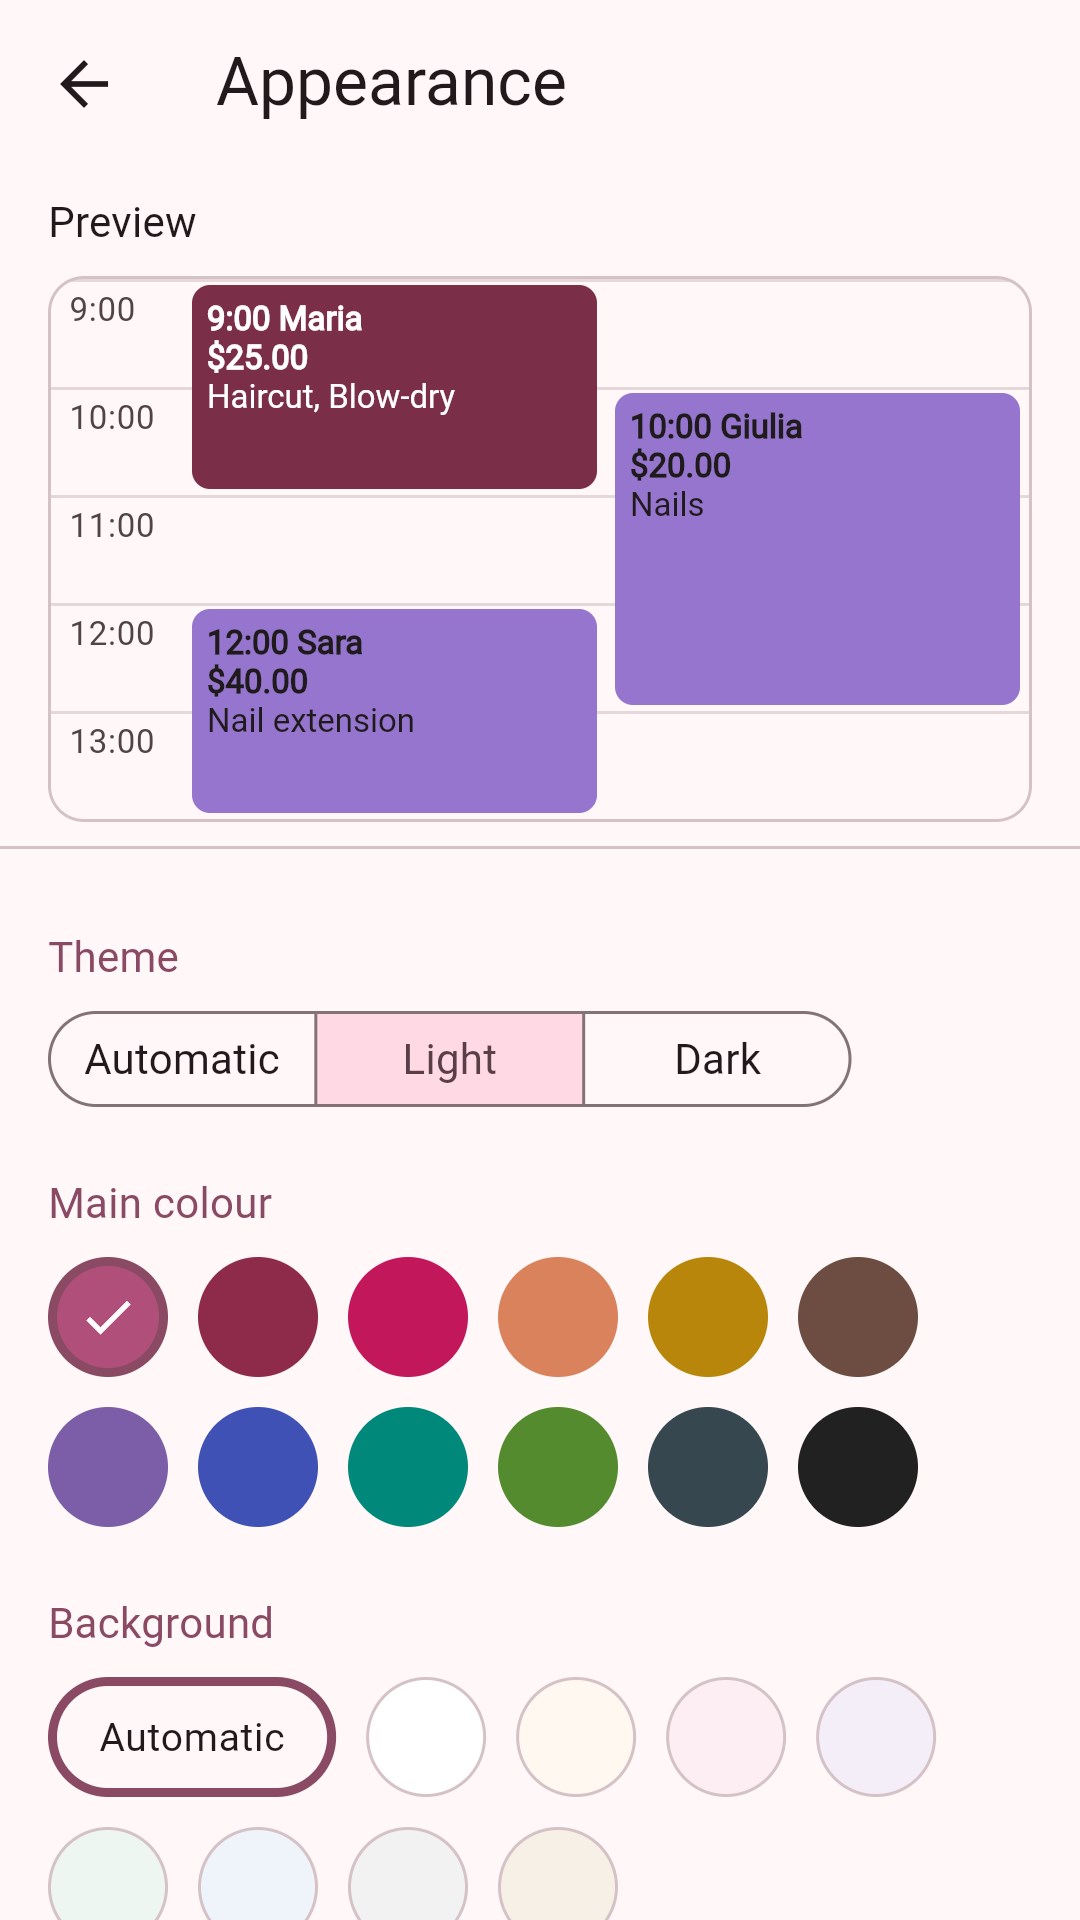 Appearance
Preview
9:00
9:00 Maria
$25.00
Haircut, Blow-dry
10:00
10:00 Giulia
$20.00
Nails
11:00
12:00
12:00 Sara
$40.00
Nail extension
13:00
Theme
Automatic Light Dark
Main colour
Background
Automatic